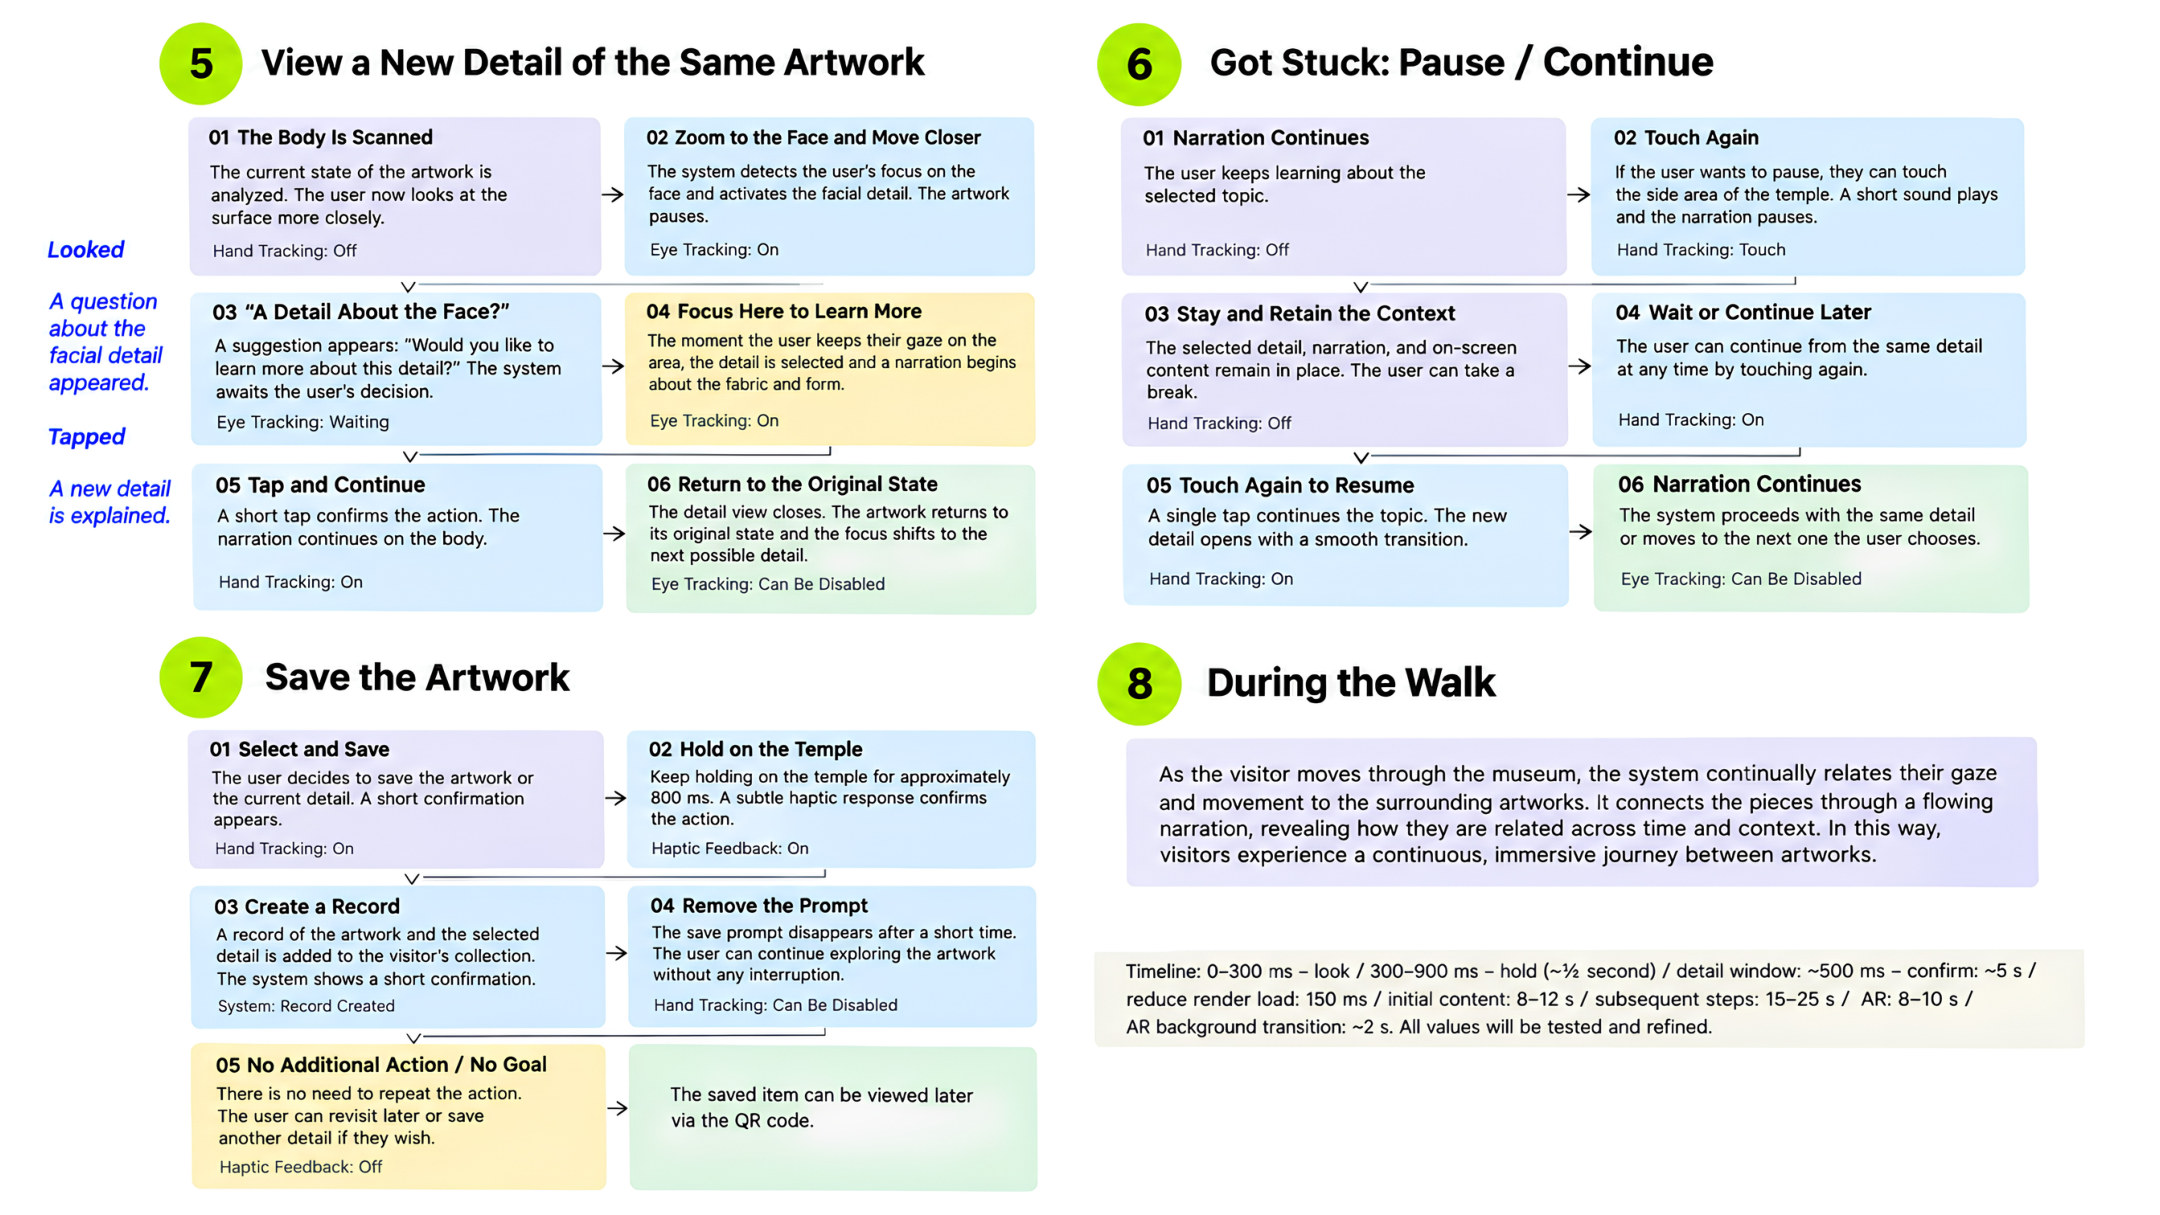 5 View a New Detail of the Same Artwork
01 The Body Is Scanned
The current state of the artwork is
analyzed. The user now looks at the
surface more closely.
Hand Tracking: Off
02 Zoom to the Face and Move Closer
The system detects the user's focus on the
face and activates the facial detail. The artwork
pauses.
Eye Tracking: On
Looked
A question
about the
facial detail
appeared.
Tapped
A new detail
is explained.
03 “A Detail About the Face?”
A suggestion appears: “Would you like to
learn more about this detail?” The system
awaits the user's decision.
Eye Tracking: Waiting
04 Focus Here to Learn More
The moment the user keeps their gaze on the
area, the detail is selected and a narration begins
about the fabric and form.
Eye Tracking: On
05 Tap and Continue
A short tap confirms the action. The
narration continues on the body.
Hand Tracking: On
06 Return to the Original State
The detail view closes. The artwork returns to
its original state and the focus shifts to the
next possible detail.
Eye Tracking: Can Be Disabled
6 Got Stuck: Pause / Continue
01 Narration Continues
The user keeps learning about the
selected topic.
Hand Tracking: Off
02 Touch Again
If the user wants to pause, they can touch
the side area of the temple. A short sound plays
and the narration pauses.
Hand Tracking: Touch
03 Stay and Retain the Context
The selected detail, narration, and on-screen
content remain in place. The user can take a
break.
Hand Tracking: Off
04 Wait or Continue Later
The user can continue from the same detail
at any time by touching again.
Hand Tracking: On
05 Touch Again to Resume
A single tap continues the topic. The new
detail opens with a smooth transition.
Hand Tracking: On
06 Narration Continues
The system proceeds with the same detail
or moves to the next one the user chooses.
Eye Tracking: Can Be Disabled
7 Save the Artwork
01 Select and Save
The user decides to save the artwork or
the current detail. A short confirmation
appears.
Hand Tracking: On
02 Hold on the Temple
Keep holding on the temple for approximately
800 ms. A subtle haptic response confirms
the action.
Haptic Feedback: On
03 Create a Record
A record of the artwork and the selected
detail is added to the visitor's collection.
The system shows a short confirmation.
System: Record Created
04 Remove the Prompt
The save prompt disappears after a short time.
The user can continue exploring the artwork
without any interruption.
Hand Tracking: Can Be Disabled
05 No Additional Action / No Goal
There is no need to repeat the action.
The user can revisit later or save
another detail if they wish.
Haptic Feedback: Off
The saved item can be viewed later
via the QR code.
8 During the Walk
As the visitor moves through the museum, the system continually relates their gaze
and movement to the surrounding artworks. It connects the pieces through a flowing
narration, revealing how they are related across time and context. In this way,
visitors experience a continuous, immersive journey between artworks.
Timeline: 0–300 ms – look / 300–900 ms – hold (~½ second) / detail window: ~500 ms – confirm: ~5 s /
reduce render load: 150 ms / initial content: 8–12 s / subsequent steps: 15–25 s / AR: 8–10 s /
AR background transition: ~2 s. All values will be tested and refined.